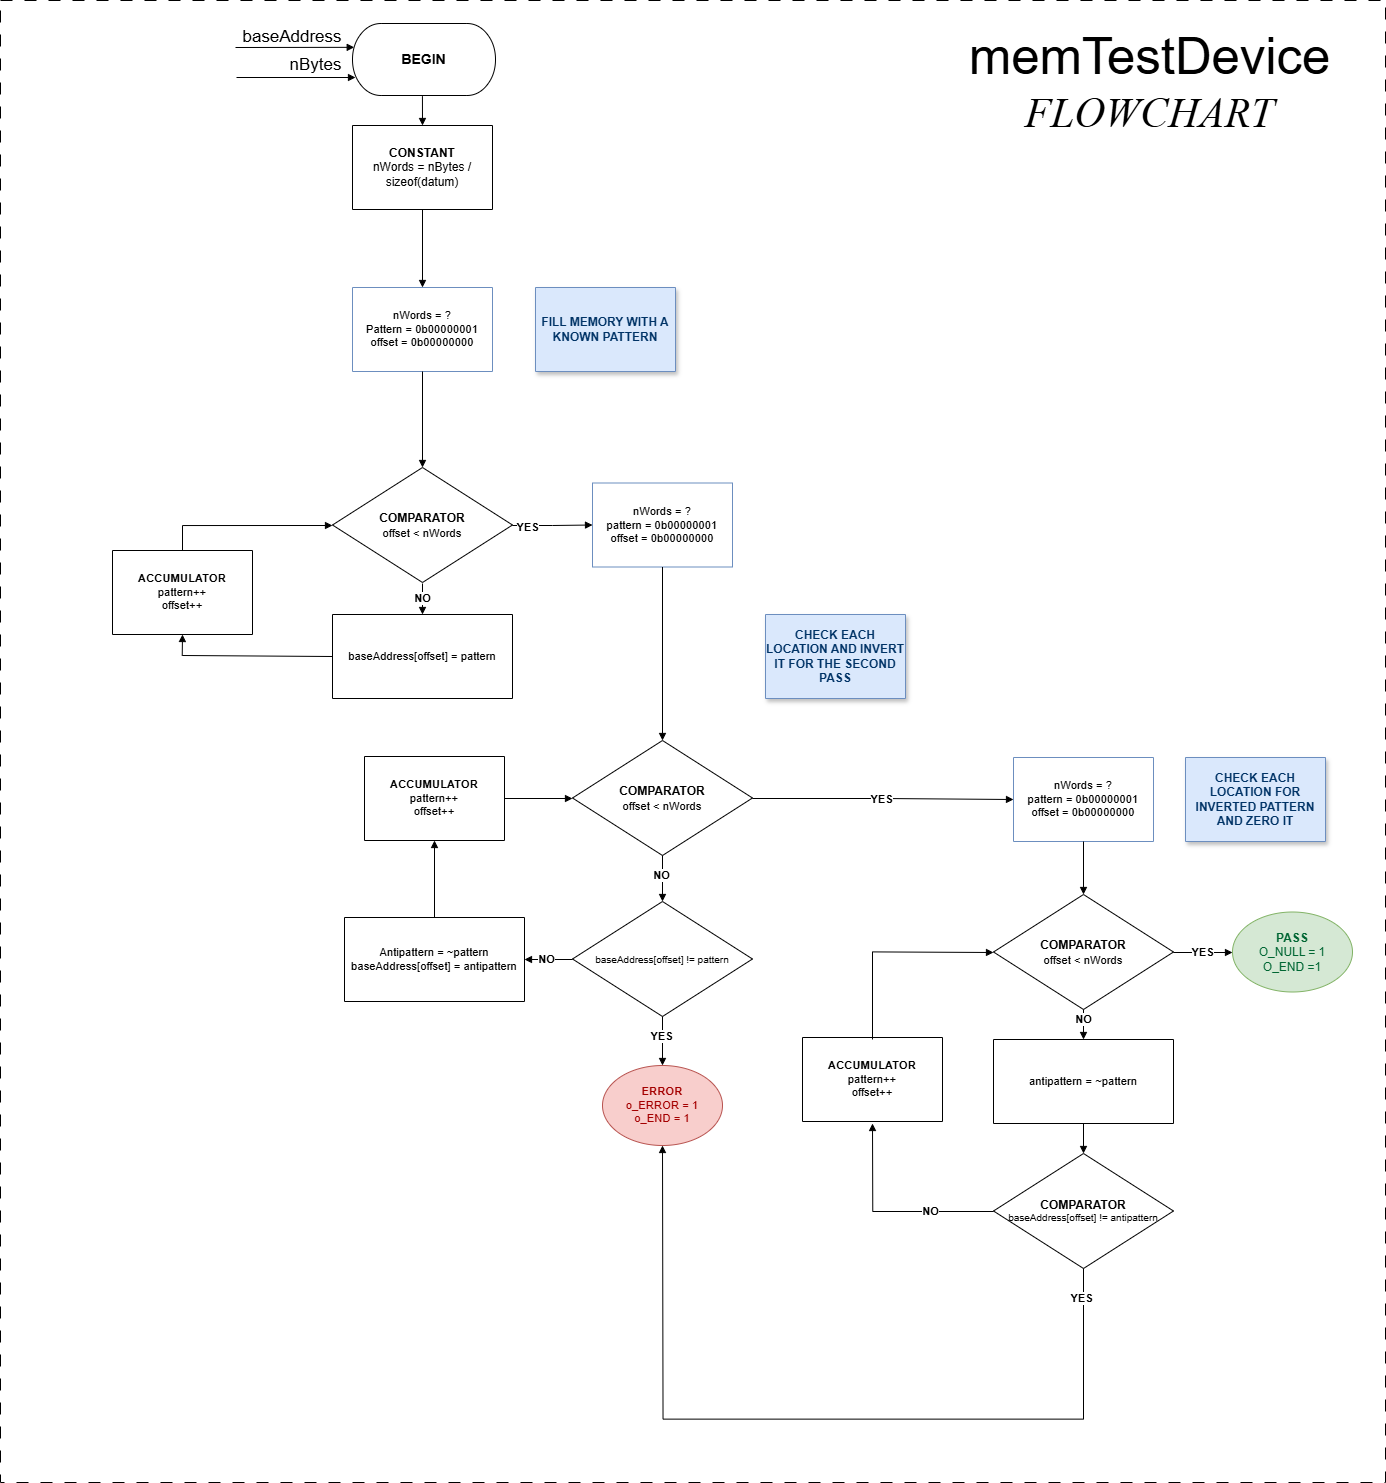 baseAddress
nBytes
BEGIN
memTestDevice
FLOWCHART
CONSTANT
nWords = nBytes /
sizeof(datum)
nWords = ?
Pattern = 0b00000001
offset = 0b00000000
FILL MEMORY WITH A
KNOWN PATTERN
COMPARATOR
offset < nWords
YES
nWords = ?
pattern = 0b00000001
offset = 0b00000000
ACCUMULATOR
pattern++
offset++
NO
baseAddress[offset] = pattern
CHECK EACH
LOCATION AND INVERT
IT FOR THE SECOND
PASS
ACCUMULATOR
pattern++
offset++
COMPARATOR
offset < nWords
YES
nWords = ?
pattern = 0b00000001
offset = 0b00000000
CHECK EACH
LOCATION FOR
INVERTED PATTERN
AND ZERO IT
NO
Antipattern = ~pattern
baseAddress[offset] = antipattern
NO
baseAddress[offset] != pattern
COMPARATOR
offset < nWords
YES
PASS
O_NULL = 1
O_END =1
YES
NO
ERROR
o_ERROR = 1
o_END = 1
ACCUMULATOR
pattern++
offset++
antipattern = ~pattern
NO
COMPARATOR
baseAddress[offset] != antipattern
YES